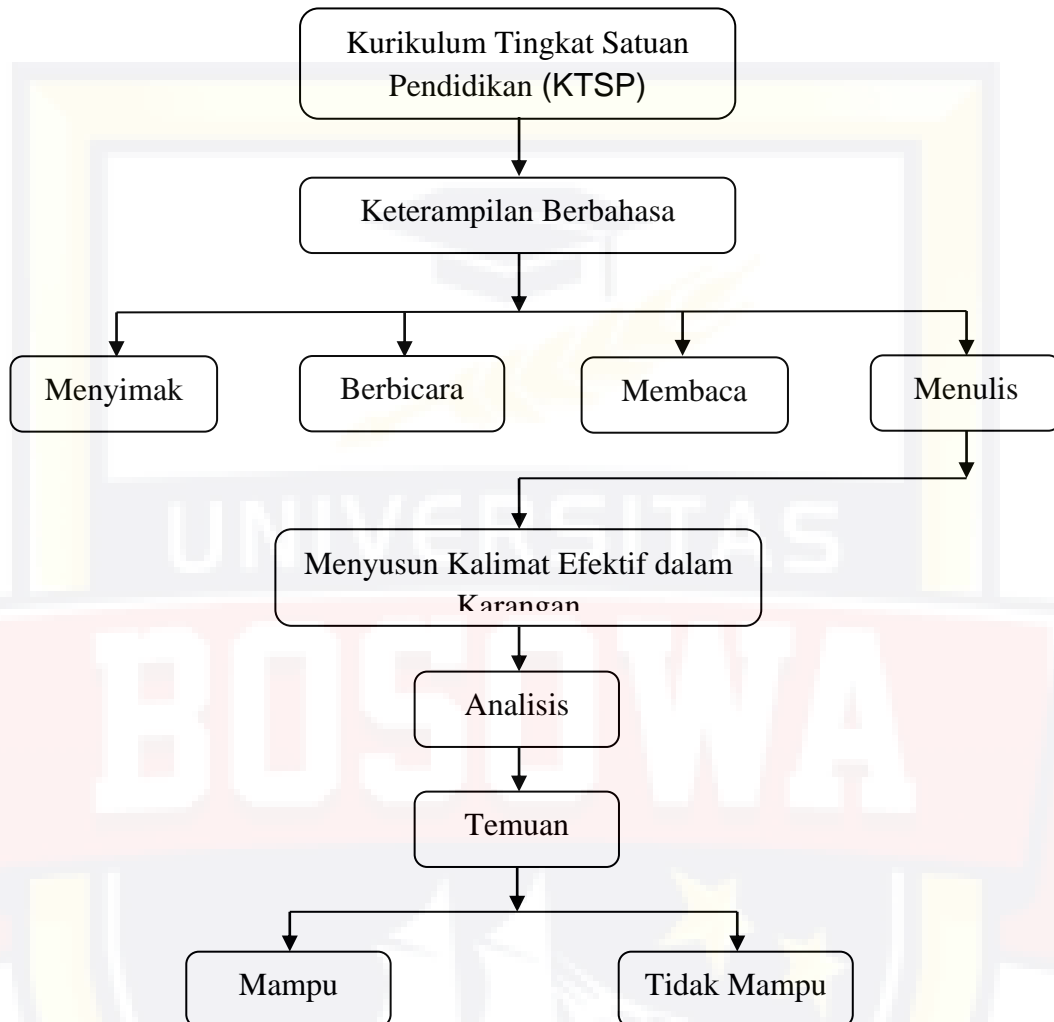 Kurikulum Tingkat Satuan
Pendidikan (KTSP)
Keterampilan Berbahasa
Menyimak
Berbicara
Membaca
Menulis
UNIVERSITAS
Menyusun Kalimat Efektif dalam
Karangan
BOSOWA
Analisis
Temuan
Mampu
Tidak Mampu